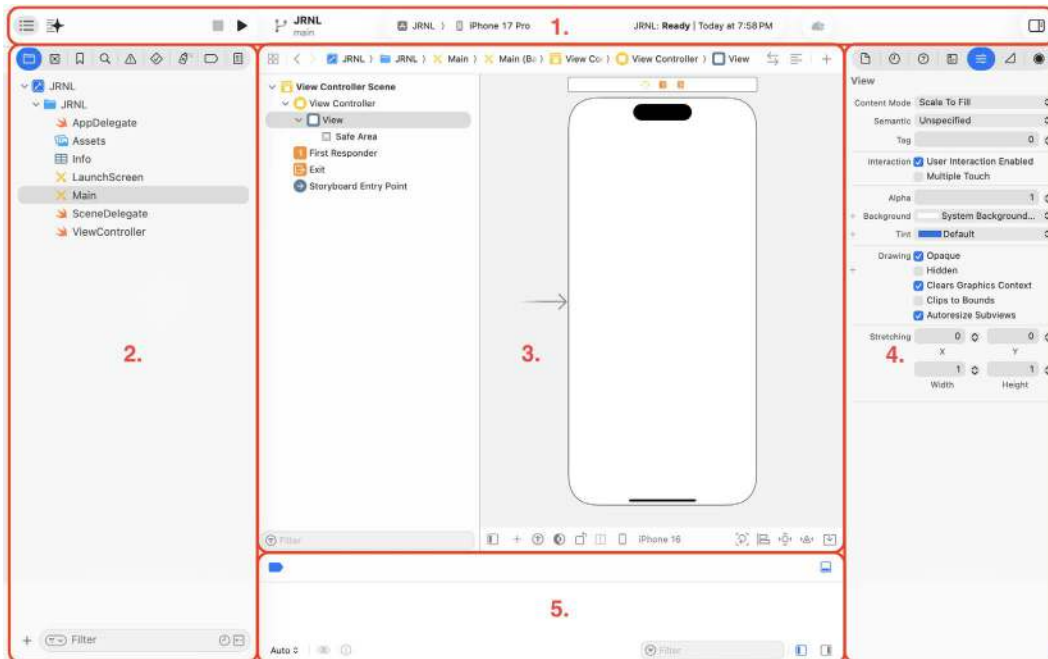 JRNL
main
JRNL
iPhone 17 Pro
1.
JRNL: Ready | Today at 7:58 PM
JRNL
JRNL
AppDelegate
Assets
Info
LaunchScreen
Main
SceneDelegate
ViewController
2.
Filter
JRNL
JRNL
Main
Main (Ba
View Co
View Controller
View
View Controller Scene
View Controller
View
Safe Area
First Responder
Exit
Storyboard Entry Point
3.
Filter
iPhone 16
View
Content Mode Scale To Fill
Semantic Unspecified
Tag 0
Interaction User Interaction Enabled
Multiple Touch
Alpha 1
Background System Background...
Tint Default
Drawing Opaque
Hidden
Clears Graphics Context
Clips to Bounds
Autoresize Subviews
Stretching 0 0
4.
X Y
1 1
Width Height
5.
Auto
Filter